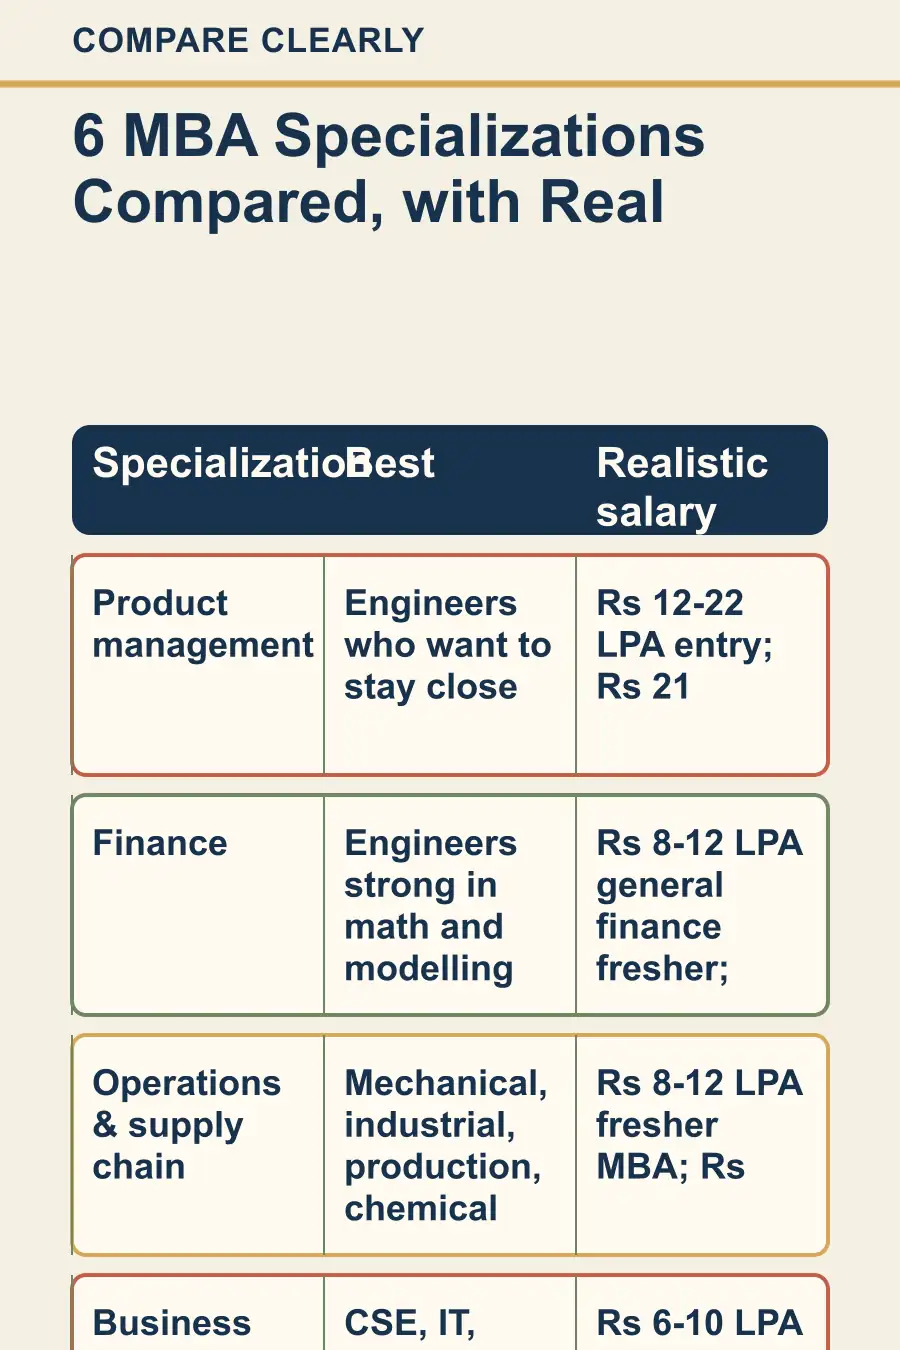 COMPARE CLEARLY
6 MBA Specializations
Compared, with Real
Specialization Best Realistic
salary
Product
management
Engineers
who want to
stay close
Rs 12-22
LPA entry;
Rs 21
Finance
Engineers
strong in
math and
modelling
Rs 8-12 LPA
general
finance
fresher;
Operations
& supply
chain
Mechanical,
industrial,
production,
chemical
Rs 8-12 LPA
fresher
MBA; Rs
Business
CSE, IT,
Rs 6-10 LPA